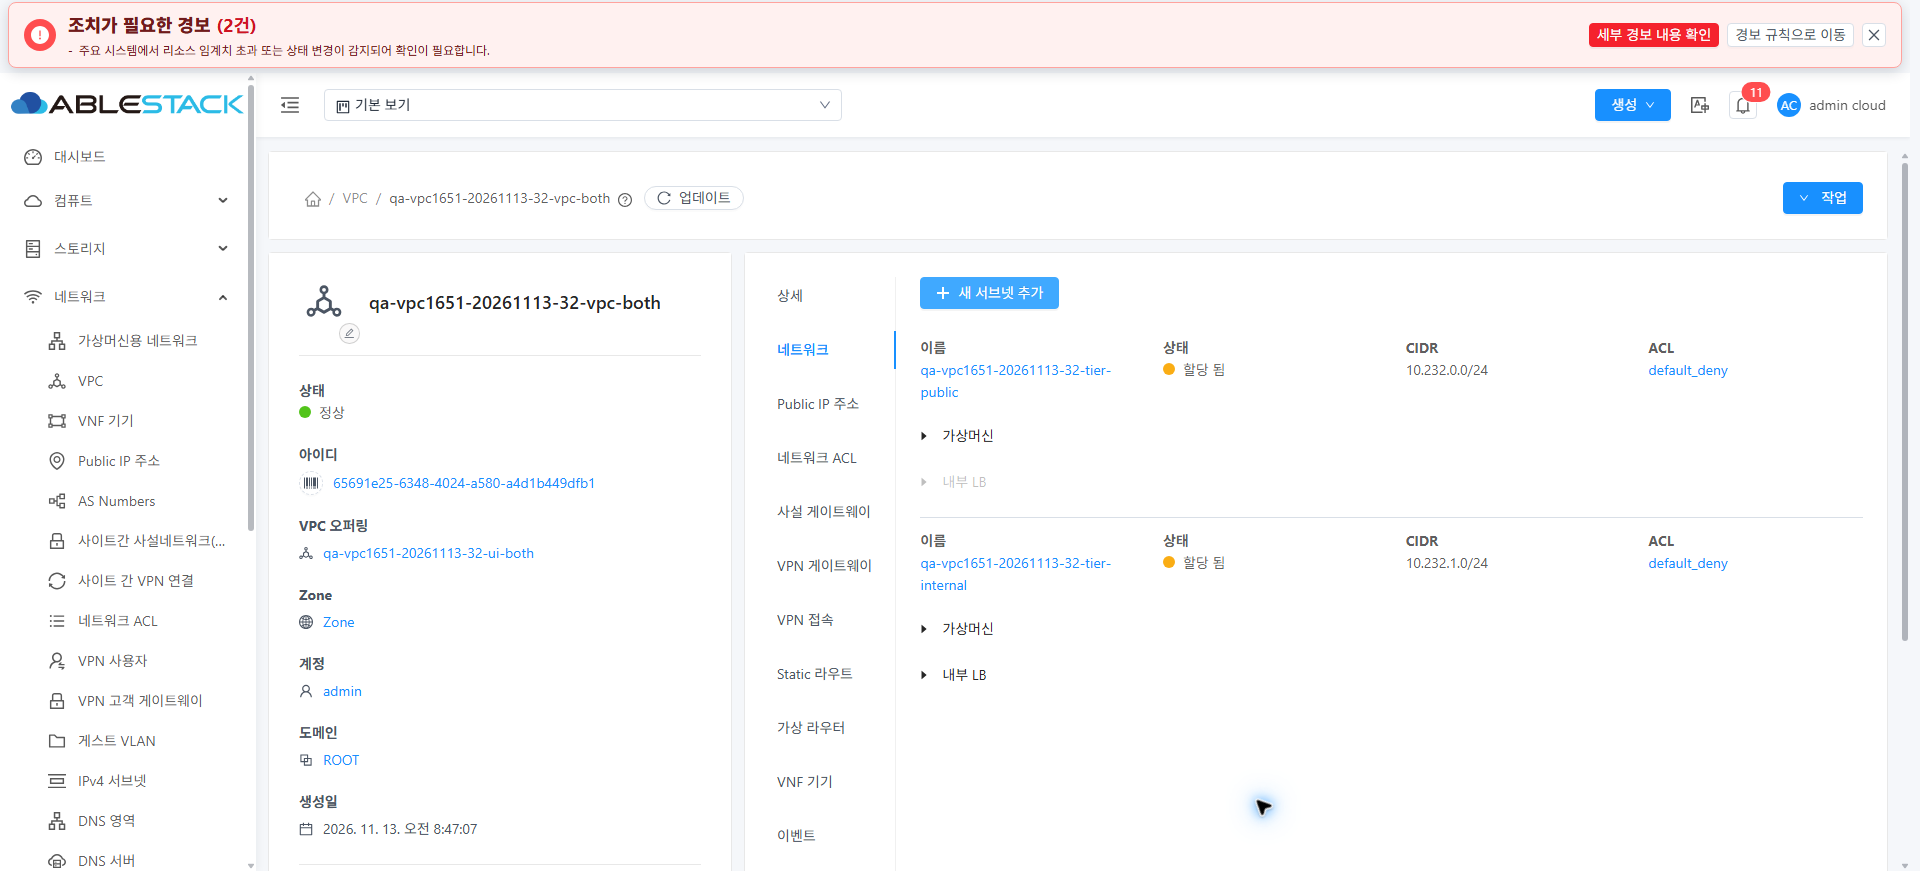 조치가 필요한 경보 (2건)
- 주요 시스템에서 리소스 임계치 초과 또는 상태 변경이 감지되어 확인이 필요합니다.
세부 경보 내용 확인
경보 규칙으로 이동
ABLESTACK
기본 보기
생성
11
AC
admin cloud
대시보드
컴퓨트
스토리지
네트워크
가상머신용 네트워크
VPC
VNF 기기
Public IP 주소
AS Numbers
사이트간 사설네트워크(...
사이트 간 VPN 연결
네트워크 ACL
VPN 사용자
VPN 고객 게이트웨이
게스트 VLAN
IPv4 서브넷
DNS 영역
DNS 서버
/ VPC / qa-vpc1651-20261113-32-vpc-both
업데이트
작업
qa-vpc1651-20261113-32-vpc-both
상태
정상
아이디
65691e25-6348-4024-a580-a4d1b449dfb1
VPC 오퍼링
qa-vpc1651-20261113-32-ui-both
Zone
Zone
계정
admin
도메인
ROOT
생성일
2026. 11. 13. 오전 8:47:07
상세
네트워크
Public IP 주소
네트워크 ACL
사설 게이트웨이
VPN 게이트웨이
VPN 접속
Static 라우트
가상 라우터
VNF 기기
이벤트
새 서브넷 추가
이름 상태 CIDR ACL
qa-vpc1651-20261113-32-tier-public 할당 됨 10.232.0.0/24 default_deny
가상머신
내부 LB
이름 상태 CIDR ACL
qa-vpc1651-20261113-32-tier-internal 할당 됨 10.232.1.0/24 default_deny
가상머신
내부 LB